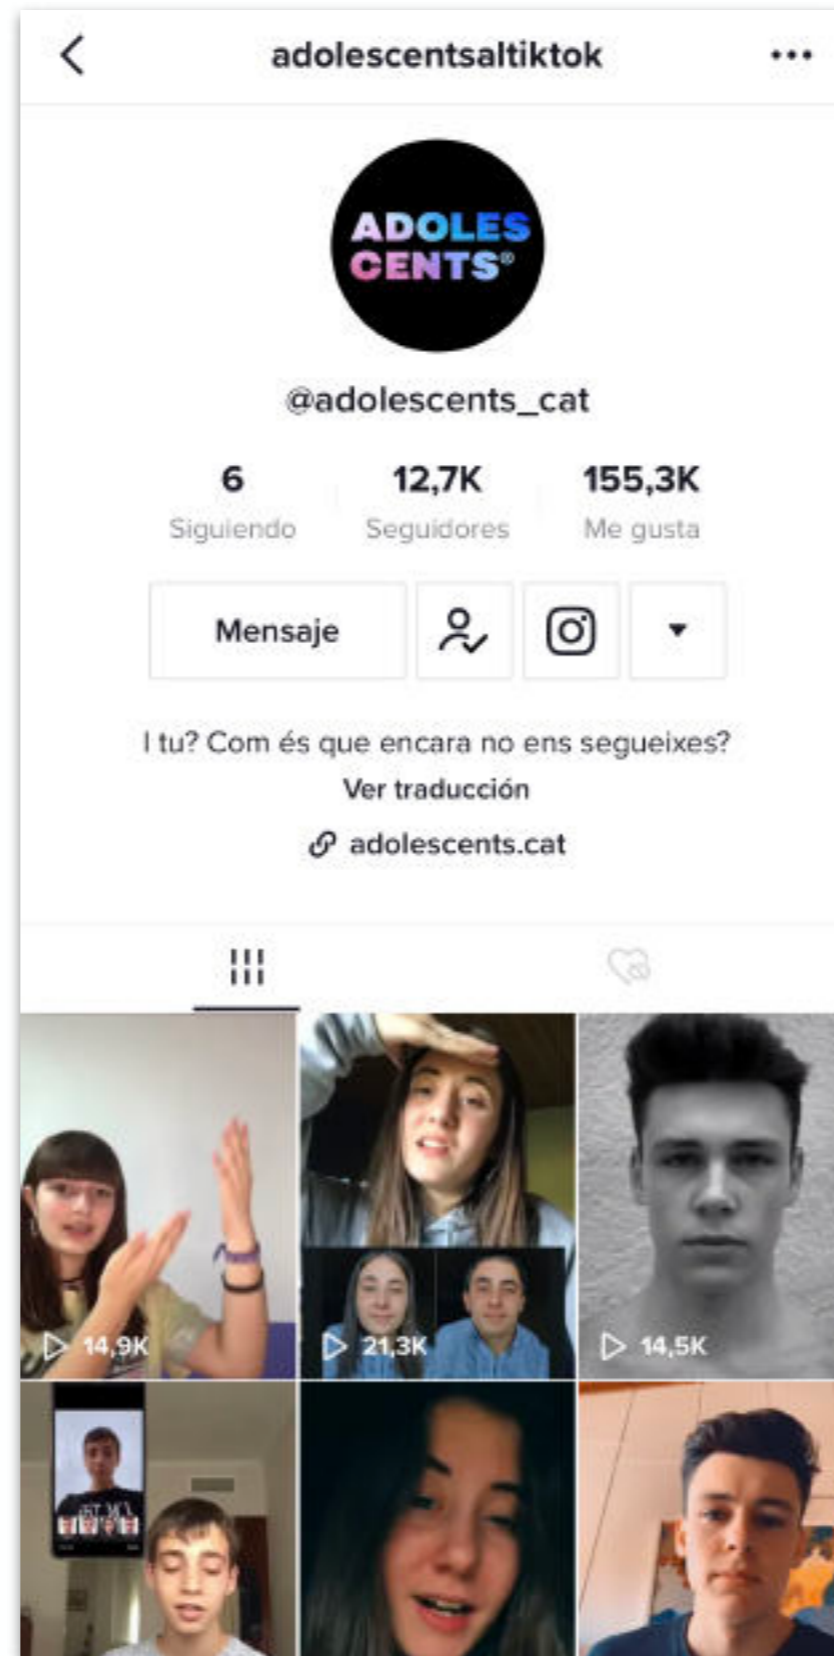 adolescentsaltiktok
ADOLES
CENTS®
@adolescents_cat
6 12,7K 155,3K
Siguiendo Seguidores Me gusta
Mensaje
I tu? Com és que encara no ens segueixes?
Ver traducción
adolescents.cat
14,9K 21,3K 14,5K